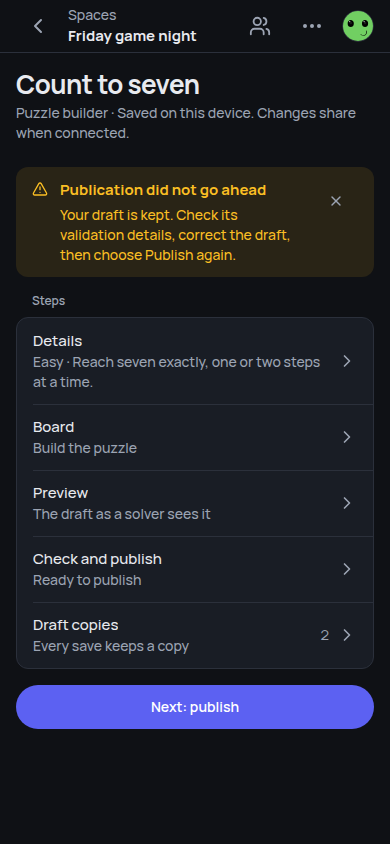 Spaces
Friday game night
Count to seven
Puzzle builder · Saved on this device. Changes share
when connected.
Publication did not go ahead
Your draft is kept. Check its
validation details, correct the draft,
then choose Publish again.
Steps
Details
Easy · Reach seven exactly, one or two steps
at a time.
Board
Build the puzzle
Preview
The draft as a solver sees it
Check and publish
Ready to publish
Draft copies
Every save keeps a copy
2
Next: publish